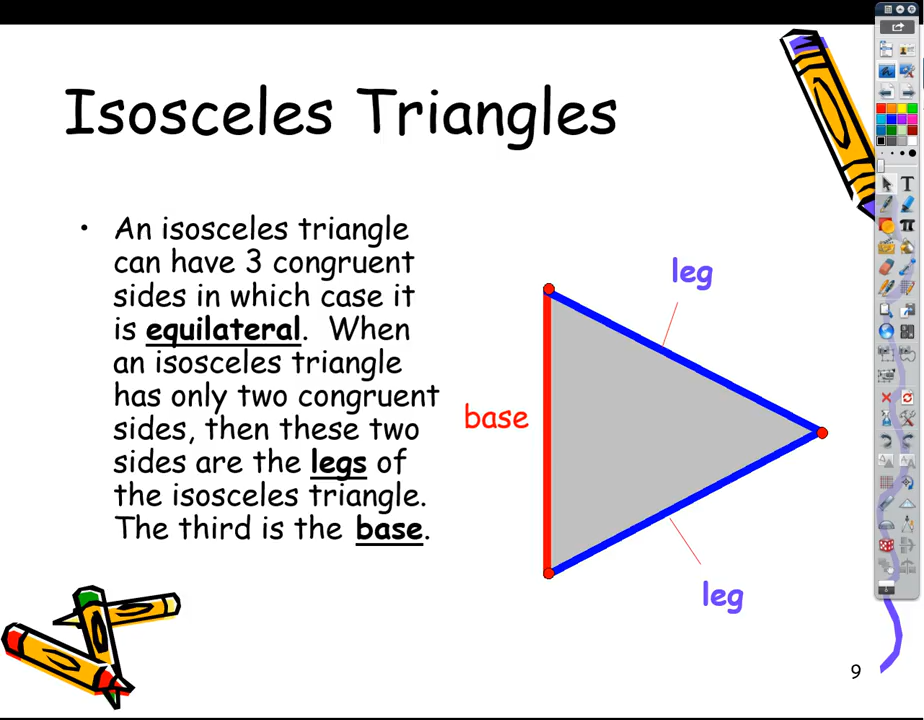 Isosceles Triangles
• An isosceles triangle
can have 3 congruent
sides in which case it
is equilateral. When
an isosceles triangle
has only two congruent
sides, then these two
sides are the legs of
the isosceles triangle.
The third is the base.
leg
base
leg
9
T
π